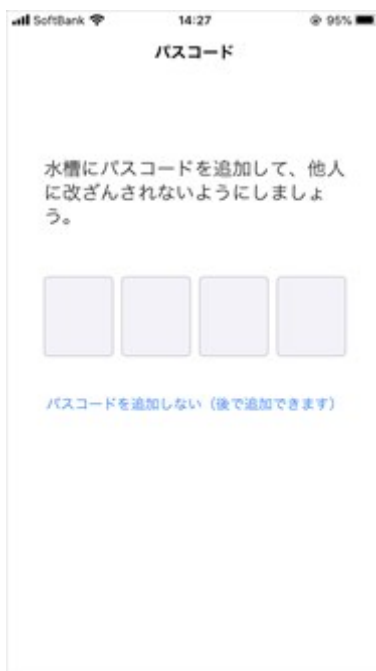 SoftBank 14:27 95%
パスコード
水槽にパスコードを追加して、他人
に改ざんされないようにしましょ
う。
パスコードを追加しない（後で追加できます）